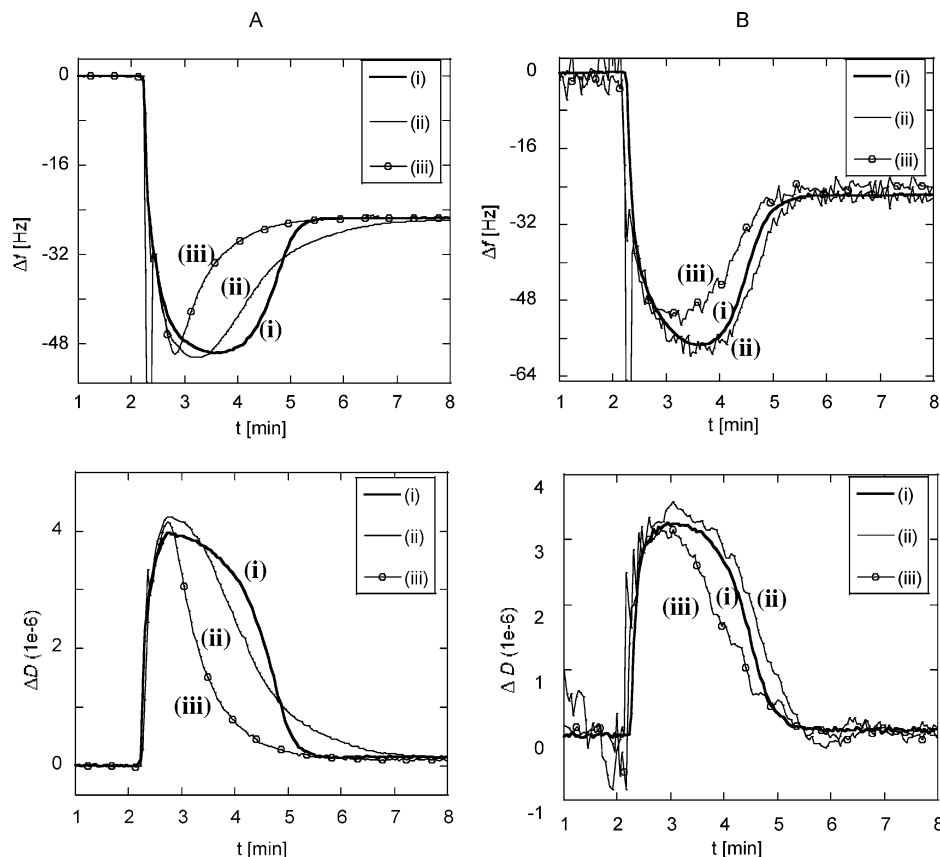 A
B
0
-16
-32
-48
Δf [Hz]
1 2 3 4 5 6 7 8
t [min]
(i)
(ii)
(iii)
(iii)
(ii)
(i)
0
-16
-32
-48
-64
Δf [Hz]
1 2 3 4 5 6 7 8
t [min]
(i)
(ii)
(iii)
(iii)
(i)
(ii)
4
2
0
ΔD (1e-6)
1 2 3 4 5 6 7 8
t [min]
(i)
(ii)
(iii)
(i)
(ii)
(iii)
4
3
2
1
0
-1
Δ D (1e-6)
1 2 3 4 5 6 7 8
t [min]
(i)
(ii)
(iii)
(iii)
(i)
(ii)